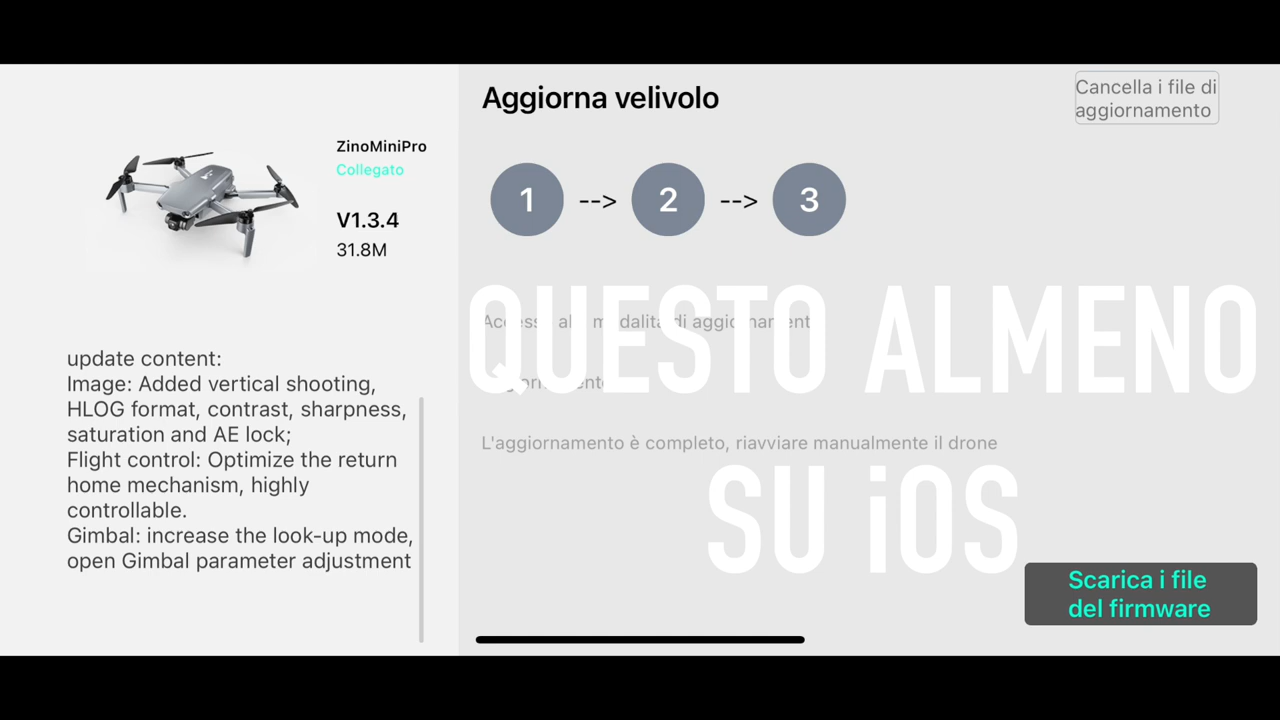 ZinoMiniPro
Collegato
V1.3.4
31.8M
update content:
Image: Added vertical shooting,
HLOG format, contrast, sharpness,
saturation and AE lock;
Flight control: Optimize the return
home mechanism, highly
controllable.
Gimbal: increase the look-up mode,
open Gimbal parameter adjustment
Aggiorna velivolo
Cancella i file di
aggiornamento
1 --> 2 --> 3
QUESTO ALMENO
L'aggiornamento è completo, riavviare manualmente il drone
SU iOS
Scarica i file
del firmware